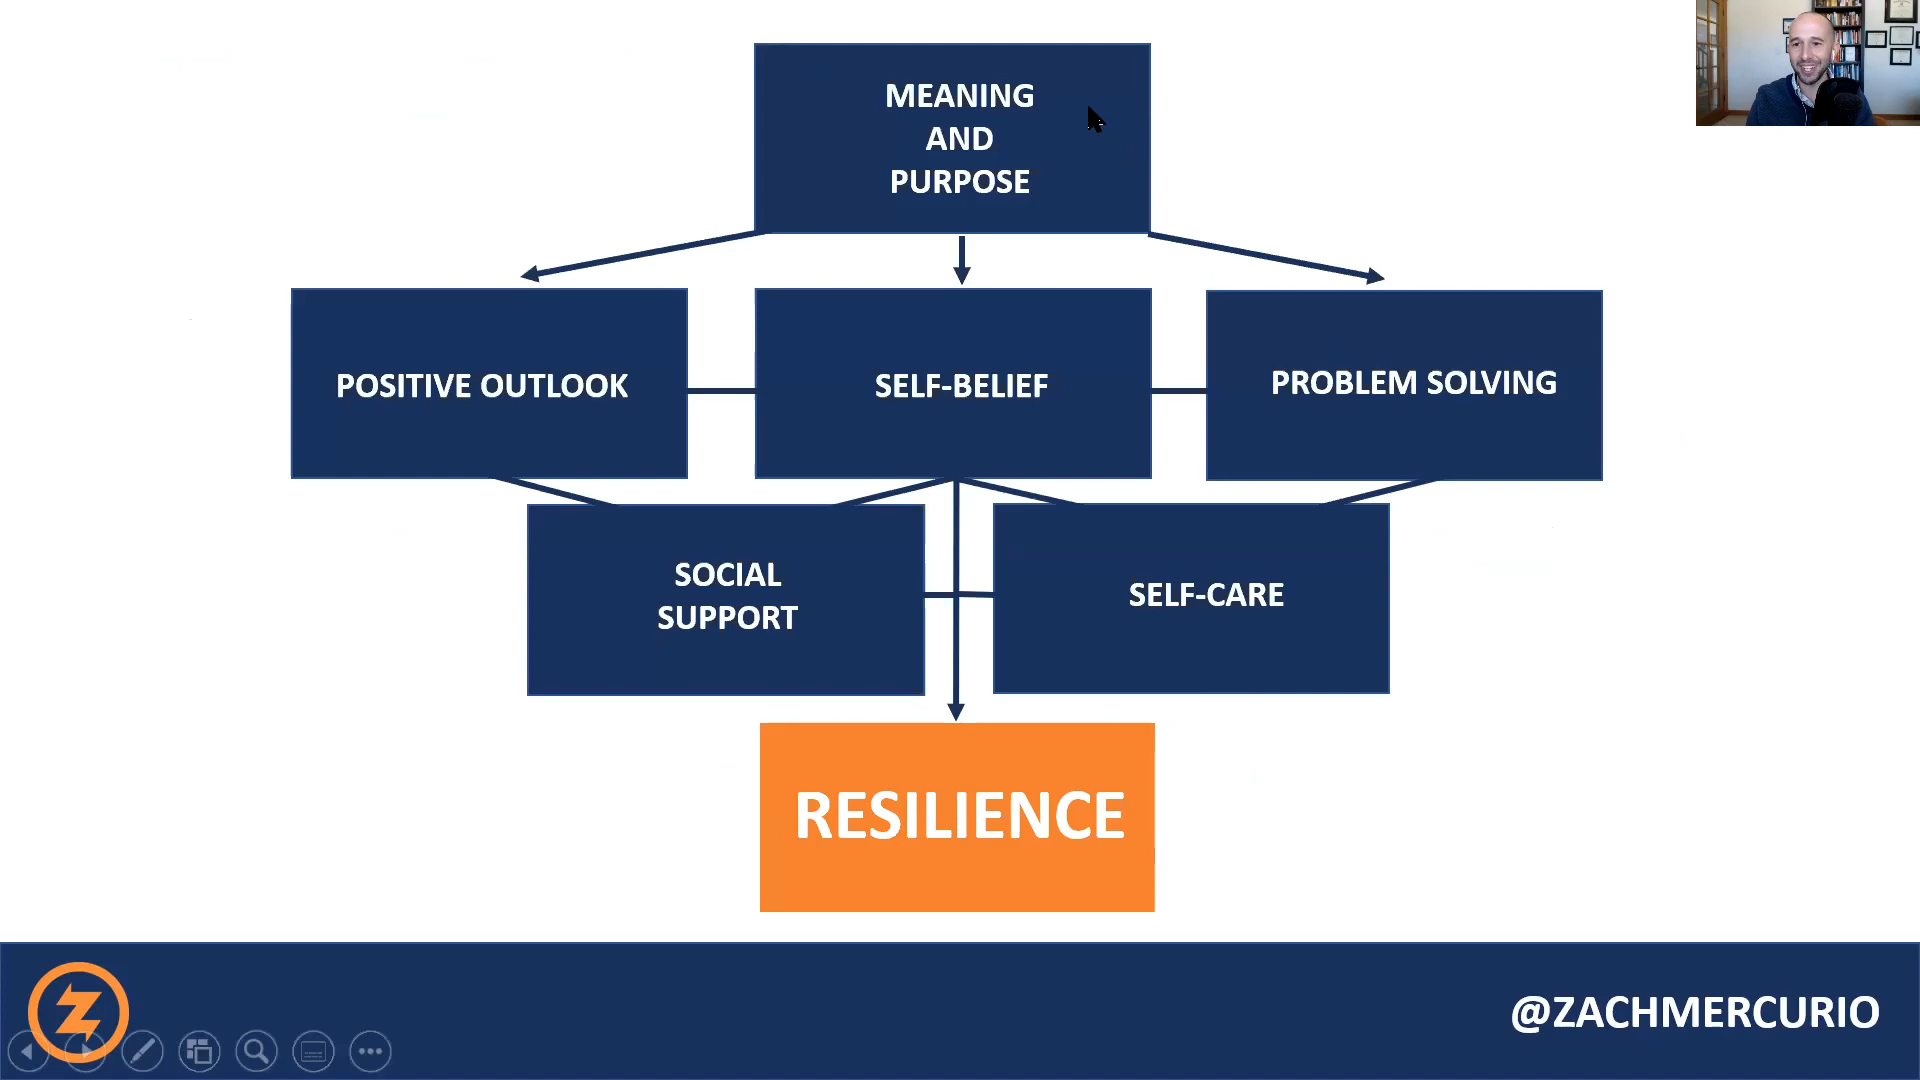 MEANING
AND
PURPOSE
POSITIVE OUTLOOK
SELF-BELIEF
PROBLEM SOLVING
SOCIAL
SUPPORT
SELF-CARE
RESILIENCE
@ZACHMERCURIO